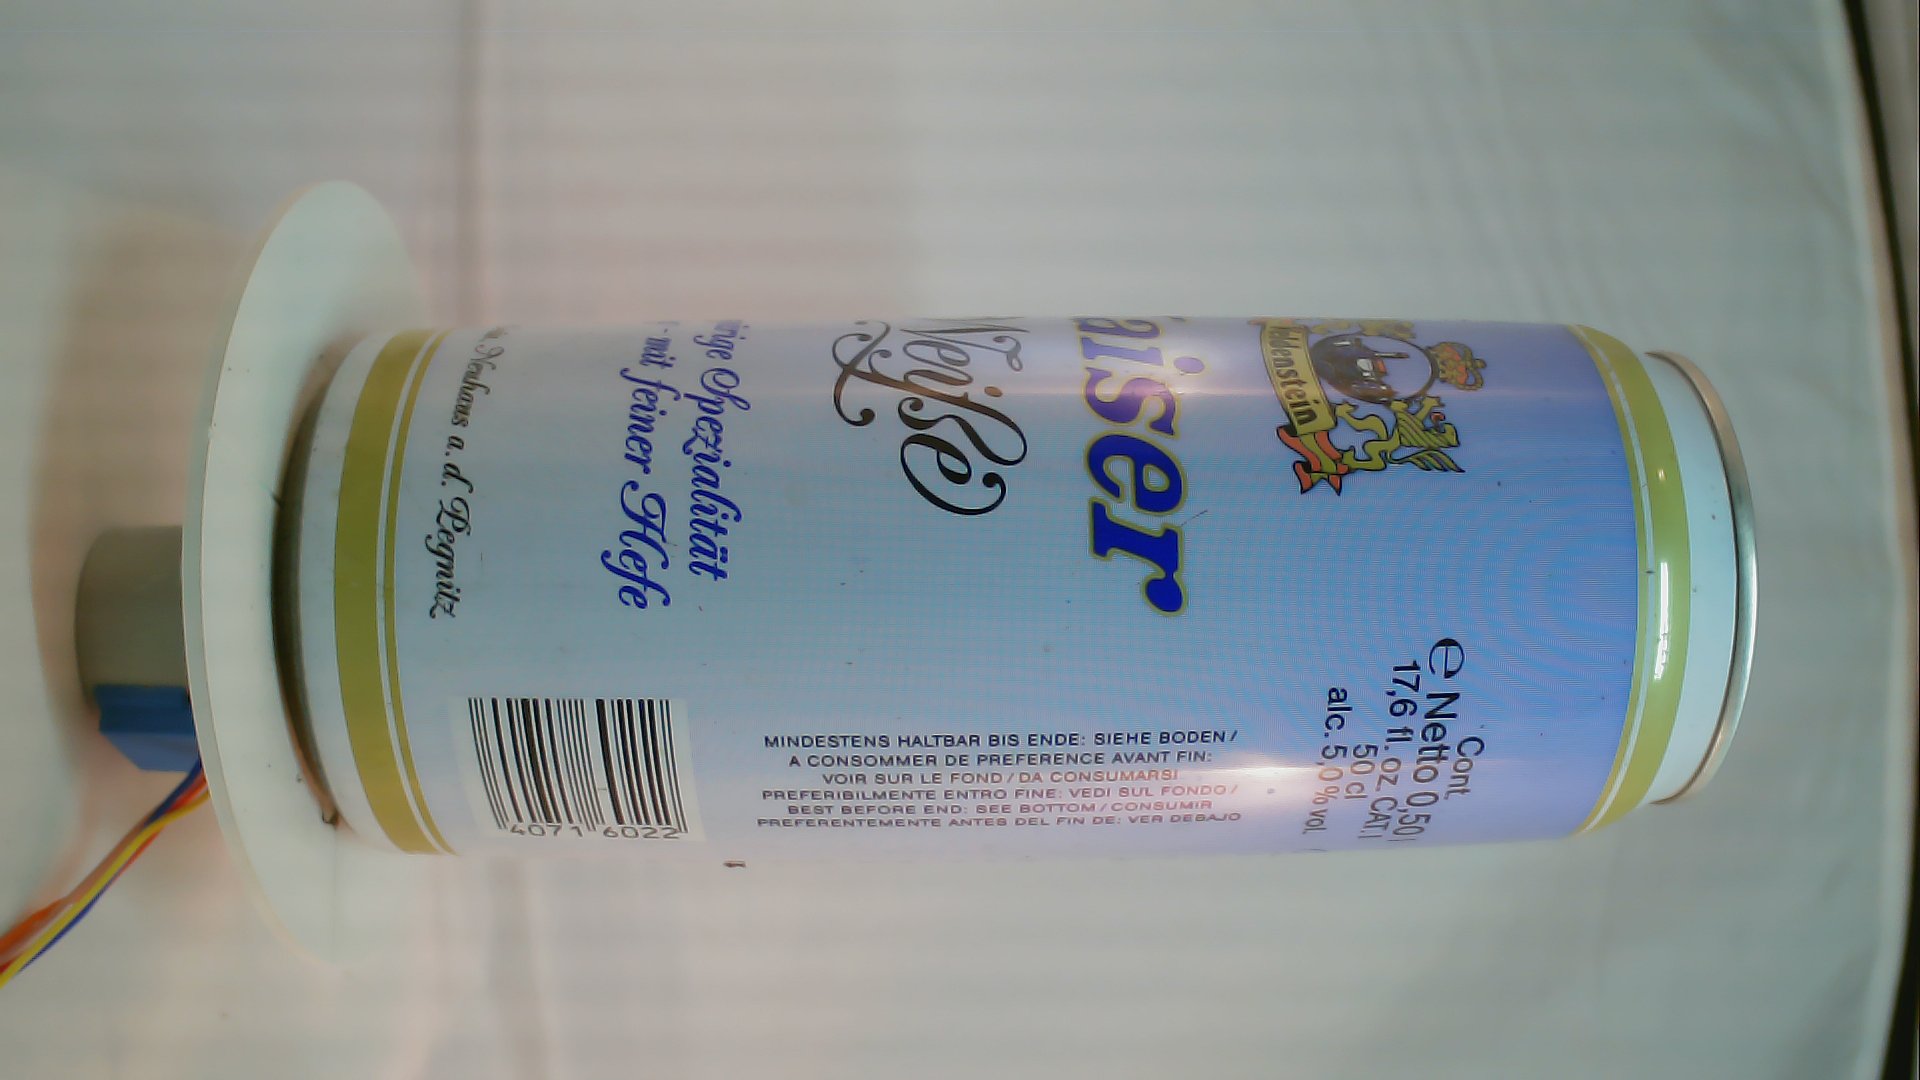 ldenstein
aiser
Weiße
Spezialität
mit feiner Hefe
Neuhaus a. d. Pegnitz
Cont.
e Netto 0,50 l
17,6 fl. oz. CAT. I
50 cl
alc. 5,0 % vol.
MINDESTENS HALTBAR BIS ENDE: SIEHE BODEN /
A CONSOMMER DE PREFERENCE AVANT FIN:
VOIR SUR LE FOND / DA CONSUMARSI
PREFERIBILMENTE ENTRO FINE: VEDI SUL FONDO /
BEST BEFORE END: SEE BOTTOM / CONSUMIR
PREFERENTEMENTE ANTES DEL FIN DE: VER DEBAJO
4071 6022